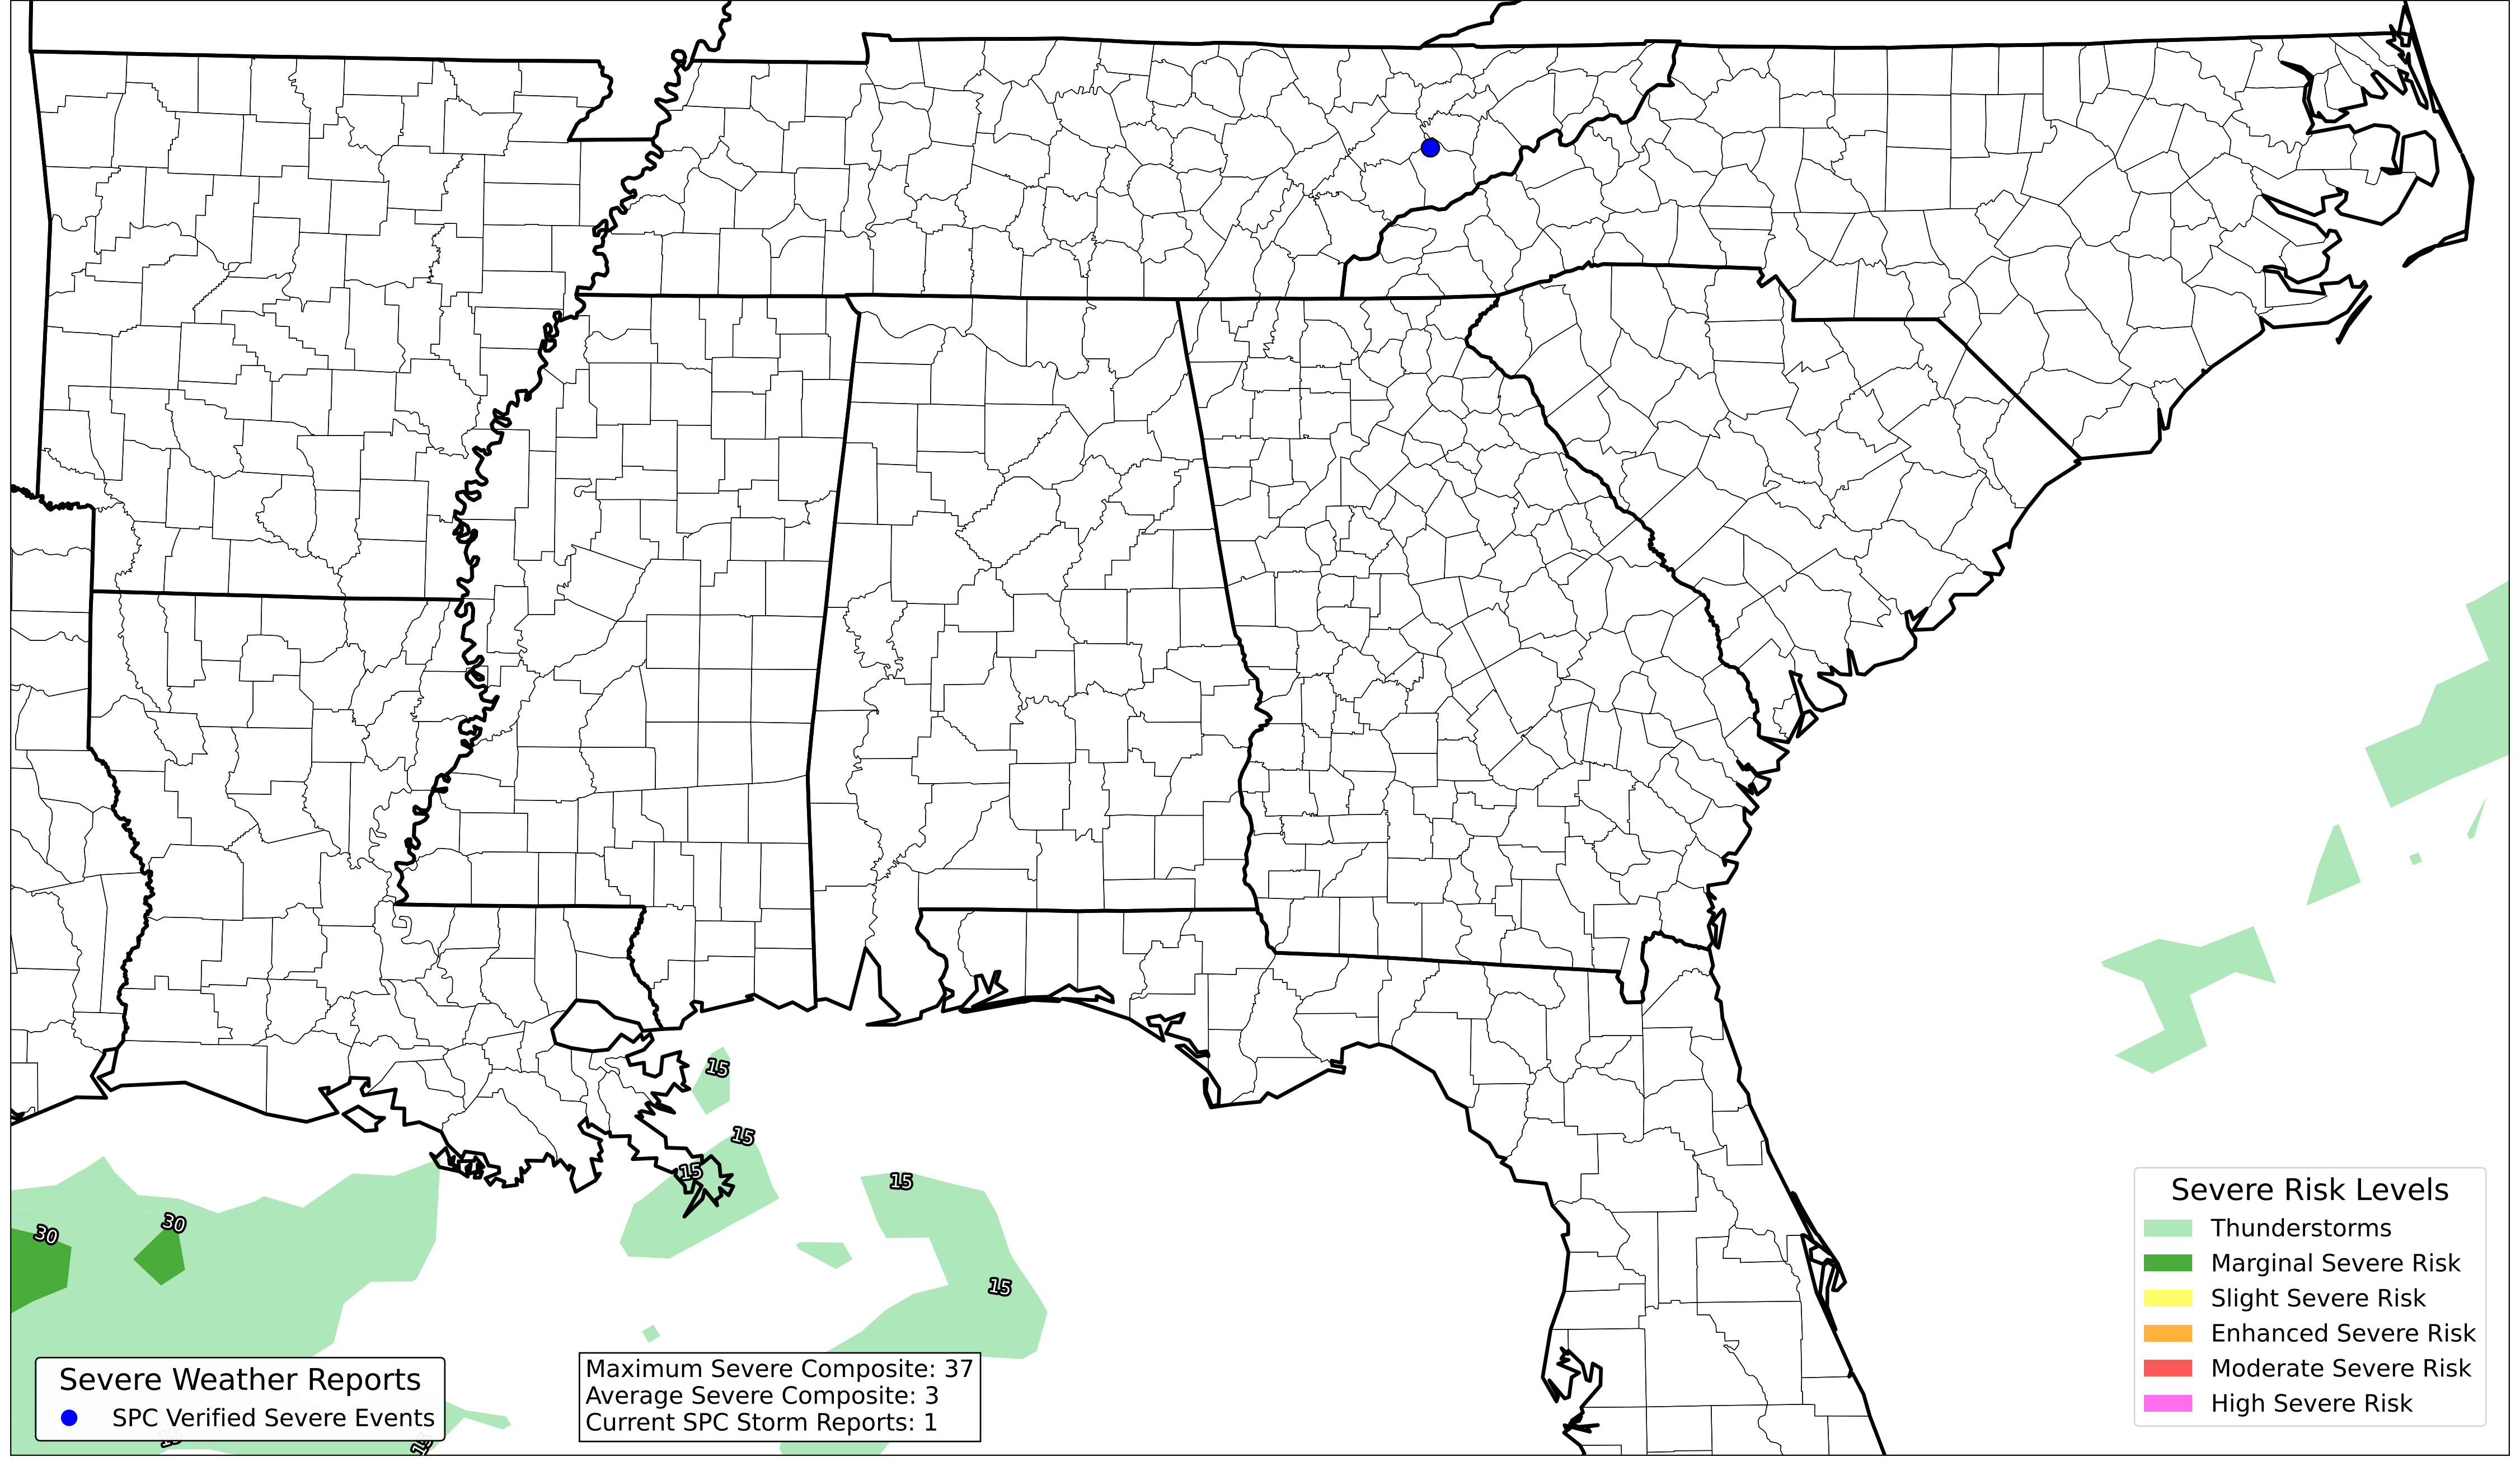 15
15
15
15
15
30
30
Severe Weather Reports
SPC Verified Severe Events
Maximum Severe Composite: 37
Average Severe Composite: 3
Current SPC Storm Reports: 1
Severe Risk Levels
Thunderstorms
Marginal Severe Risk
Slight Severe Risk
Enhanced Severe Risk
Moderate Severe Risk
High Severe Risk